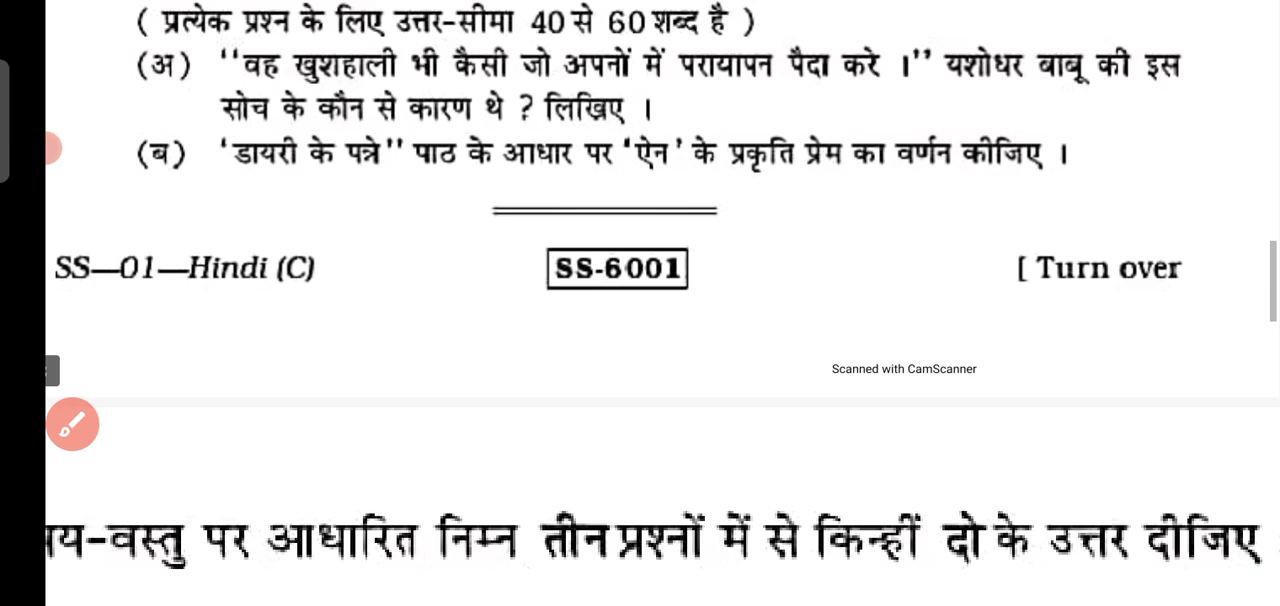 ( प्रत्येक प्रश्न के लिए उत्तर-सीमा 40 से 60 शब्द है )
(अ) ‘‘वह खुशहाली भी कैसी जो अपनों में परायापन पैदा करे ।’’ यशोधर बाबू की इस
सोच के कौन से कारण थे ? लिखिए ।
(ब) ‘डायरी के पन्ने’’ पाठ के आधार पर ‘ऐन’ के प्रकृति प्रेम का वर्णन कीजिए ।
SS—01—Hindi (C) SS-6001 [ Turn over
Scanned with CamScanner
पर आधारित निम्न तीन प्रश्नों में से किन्हीं दो के उत्तर दीजिए